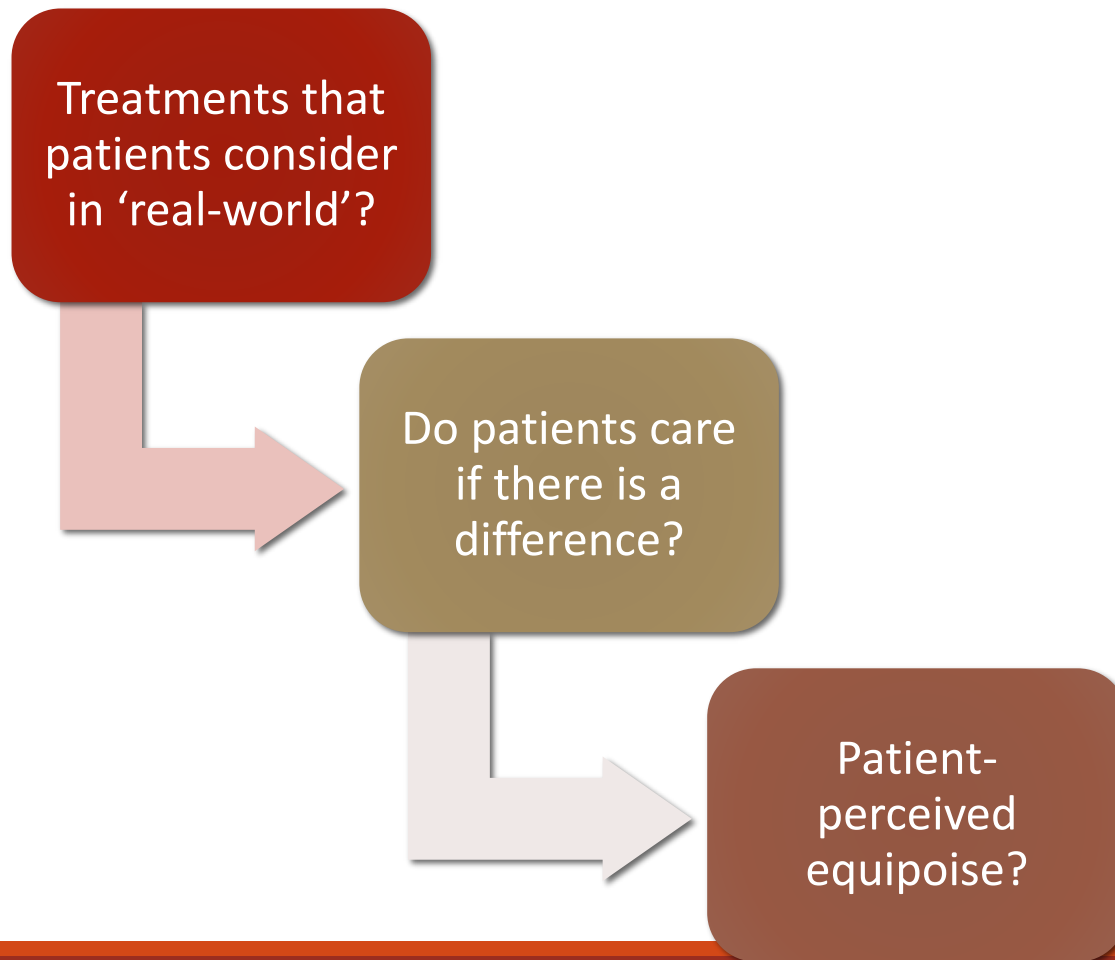 Treatments that
patients consider
in ‘real-world’?
Do patients care
if there is a
difference?
Patient-
perceived
equipoise?